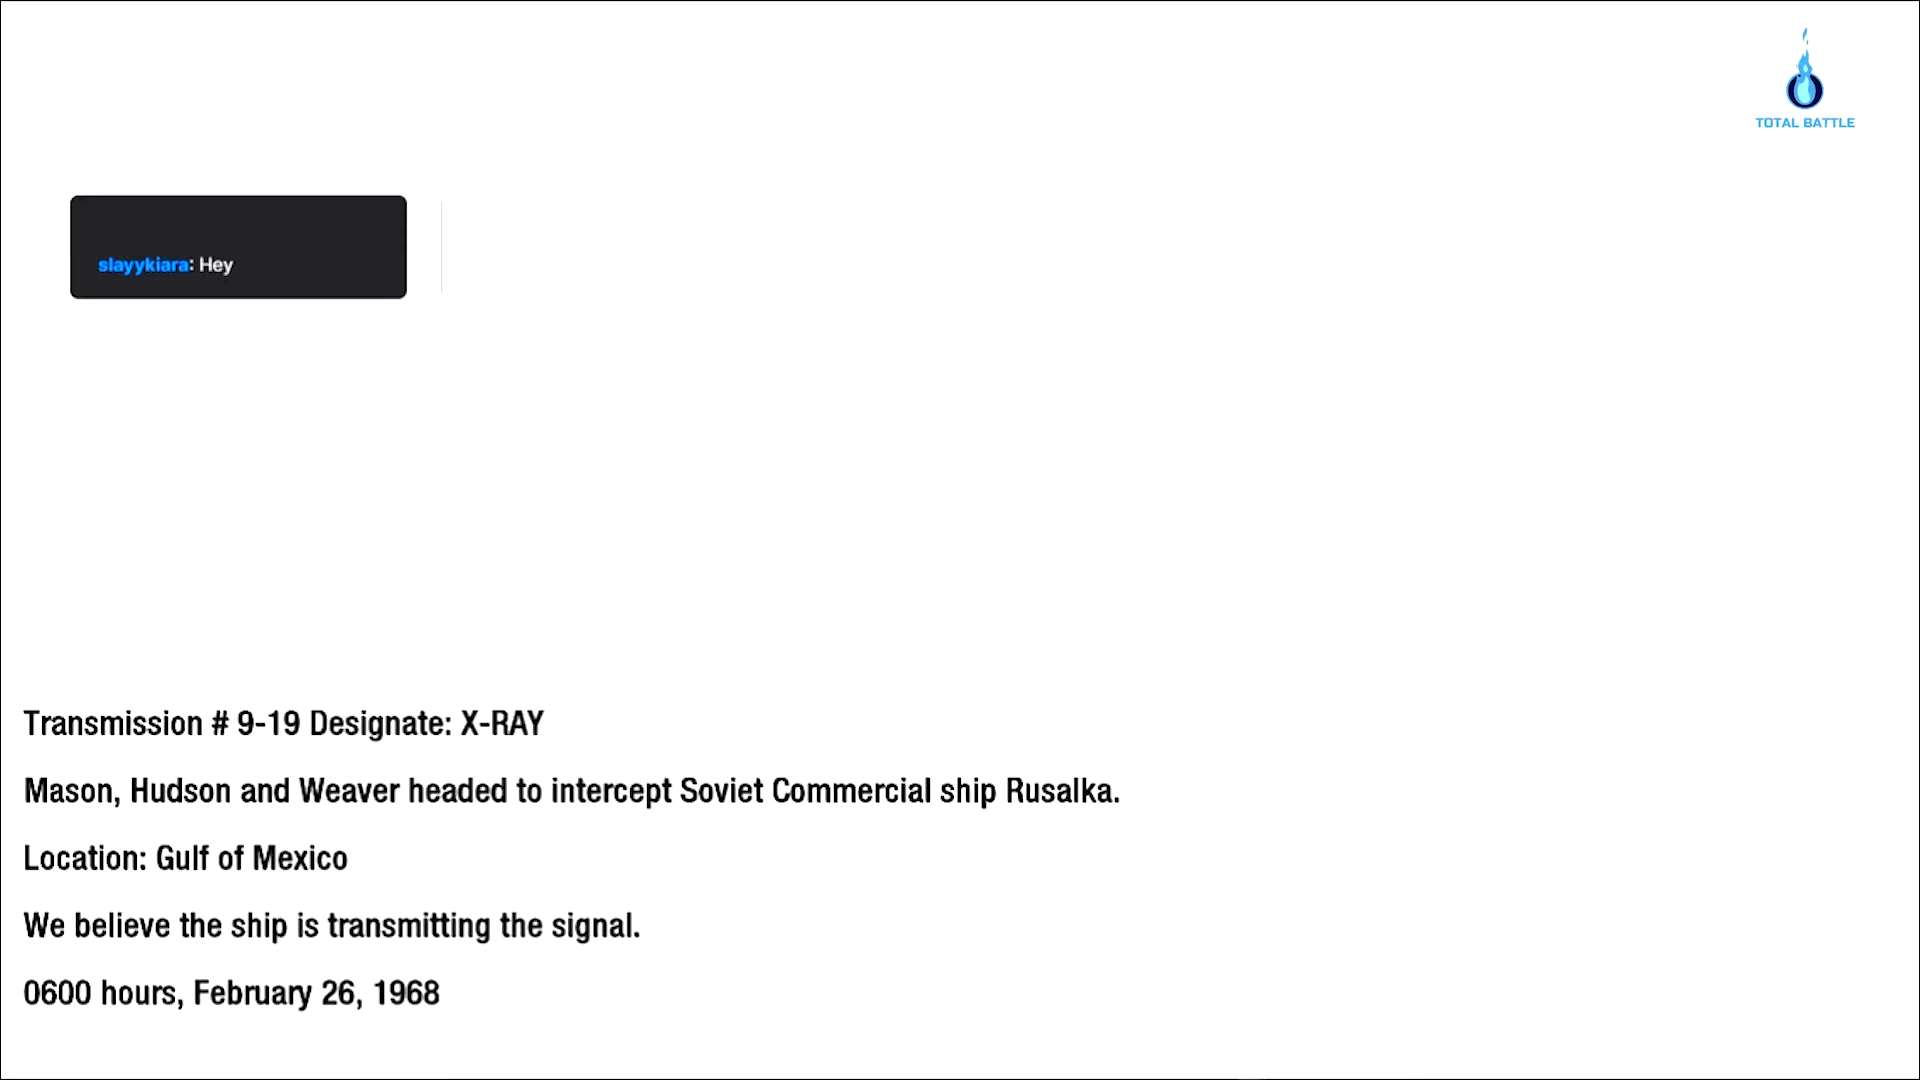 TOTAL BATTLE
slayykiara: Hey
Transmission # 9-19 Designate: X-RAY
Mason, Hudson and Weaver headed to intercept Soviet Commercial ship Rusalka.
Location: Gulf of Mexico
We believe the ship is transmitting the signal.
0600 hours, February 26, 1968